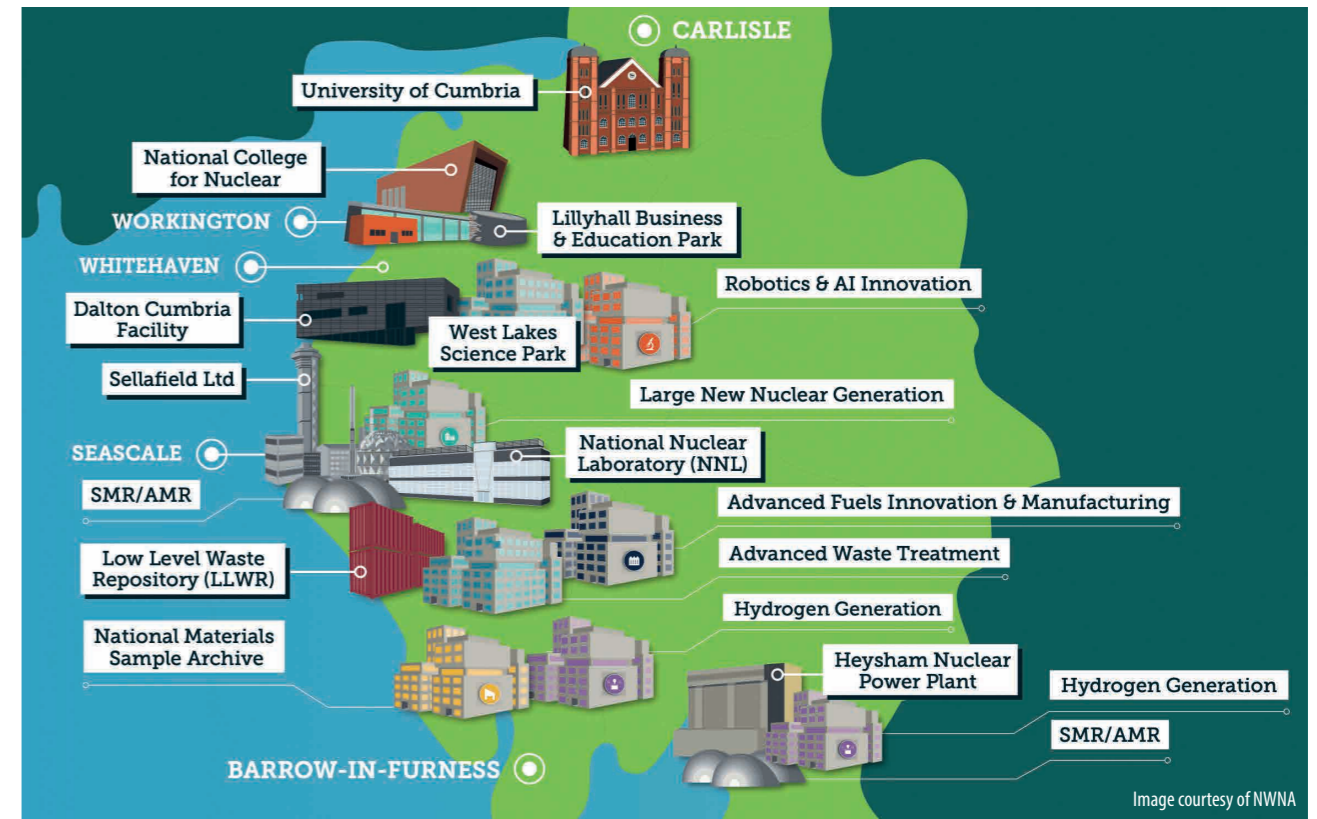 CARLISLE
University of Cumbria
National College
for Nuclear
WORKINGTON
Lillyhall Business
& Education Park
WHITEHAVEN
Robotics & AI Innovation
Dalton Cumbria
Facility
West Lakes
Science Park
Sellafield Ltd
Large New Nuclear Generation
SEASCALE
National Nuclear
Laboratory (NNL)
SMR/AMR
Advanced Fuels Innovation & Manufacturing
Low Level Waste
Repository (LLWR)
Advanced Waste Treatment
Hydrogen Generation
National Materials
Sample Archive
Heysham Nuclear
Power Plant
Hydrogen Generation
SMR/AMR
BARROW-IN-FURNESS
Image courtesy of NWNA